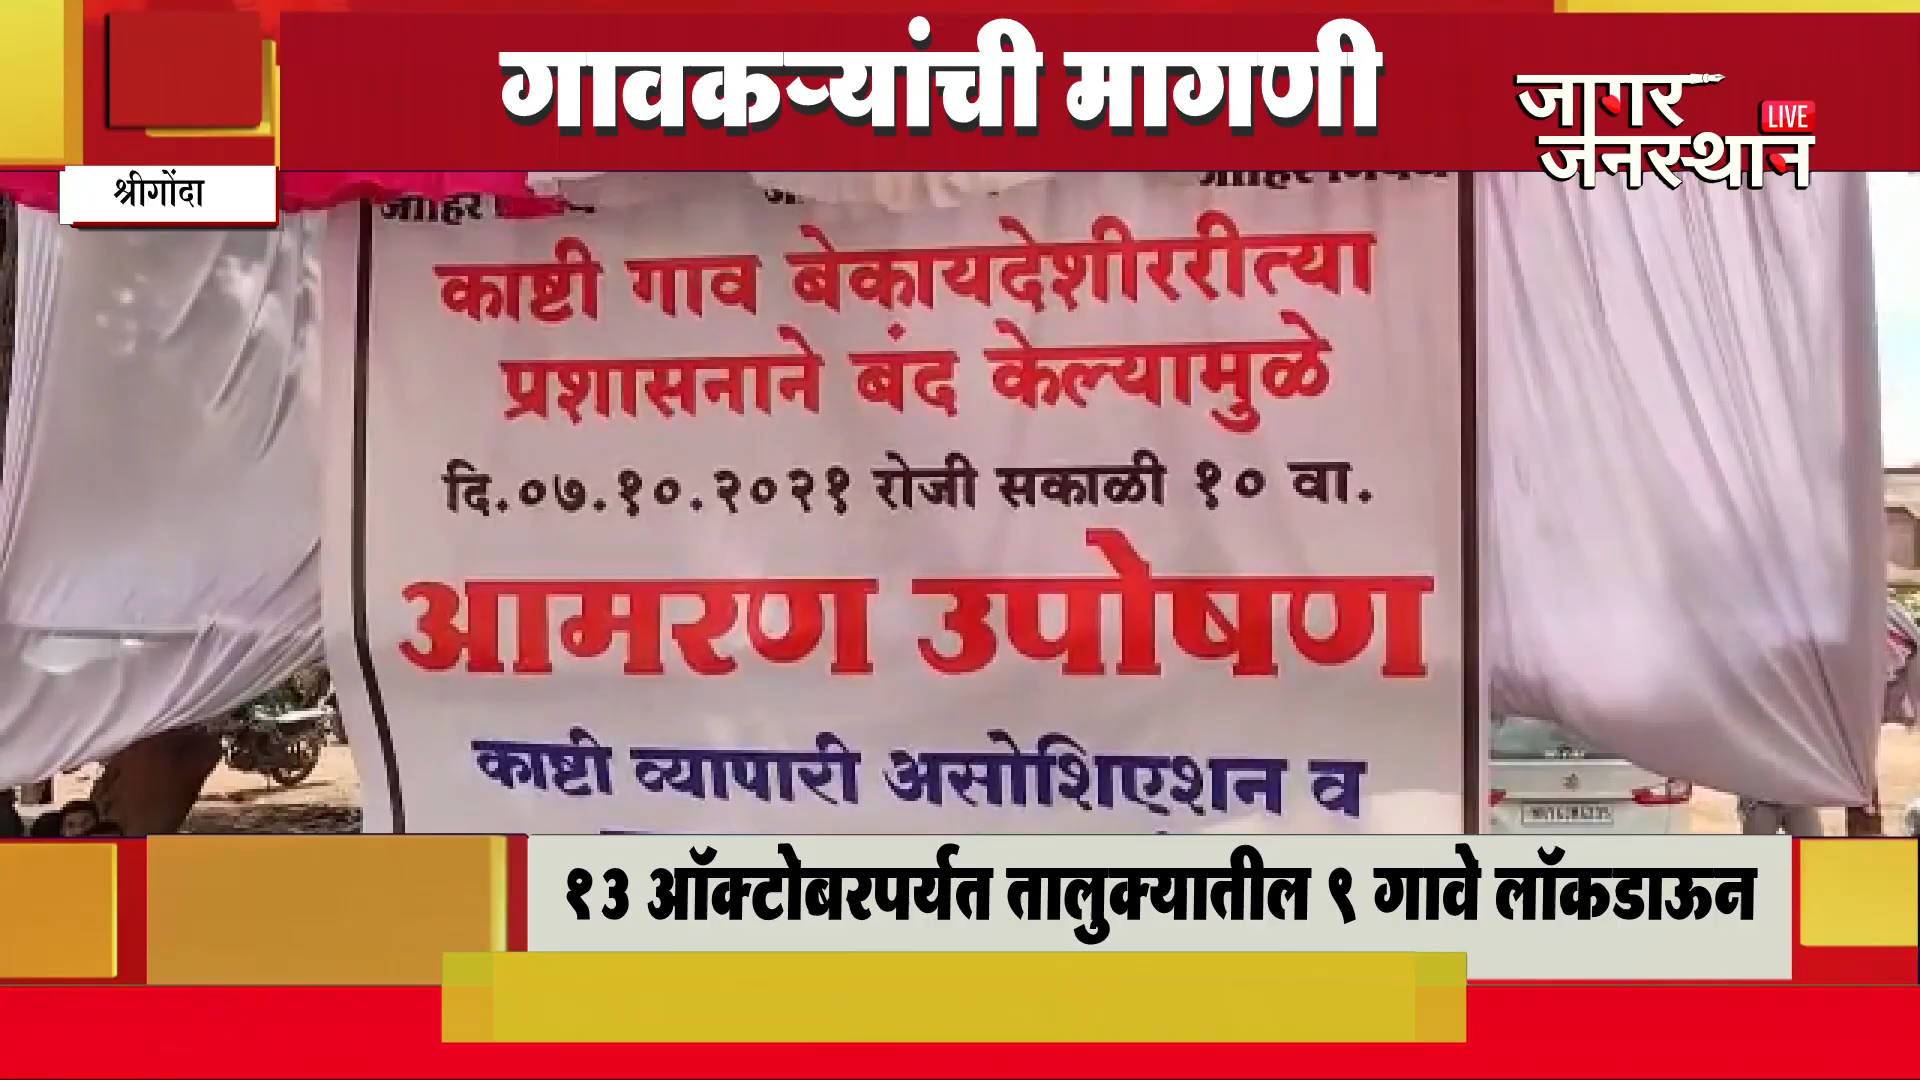 गावकऱ्यांची मागणी
जागर
LIVE
जनस्थान
श्रीगोंदा
जाहिर
काष्टी गाव बेकायदेशीररीत्या
प्रशासनाने बंद केल्यामुळे
दि.०७.१०.२०२१ रोजी सकाळी १० वा.
आमरण उपोषण
काष्टी व्यापारी असोशिएशन व
१३ ऑक्टोबरपर्यत तालुक्यातील ९ गावे लॉकडाऊन